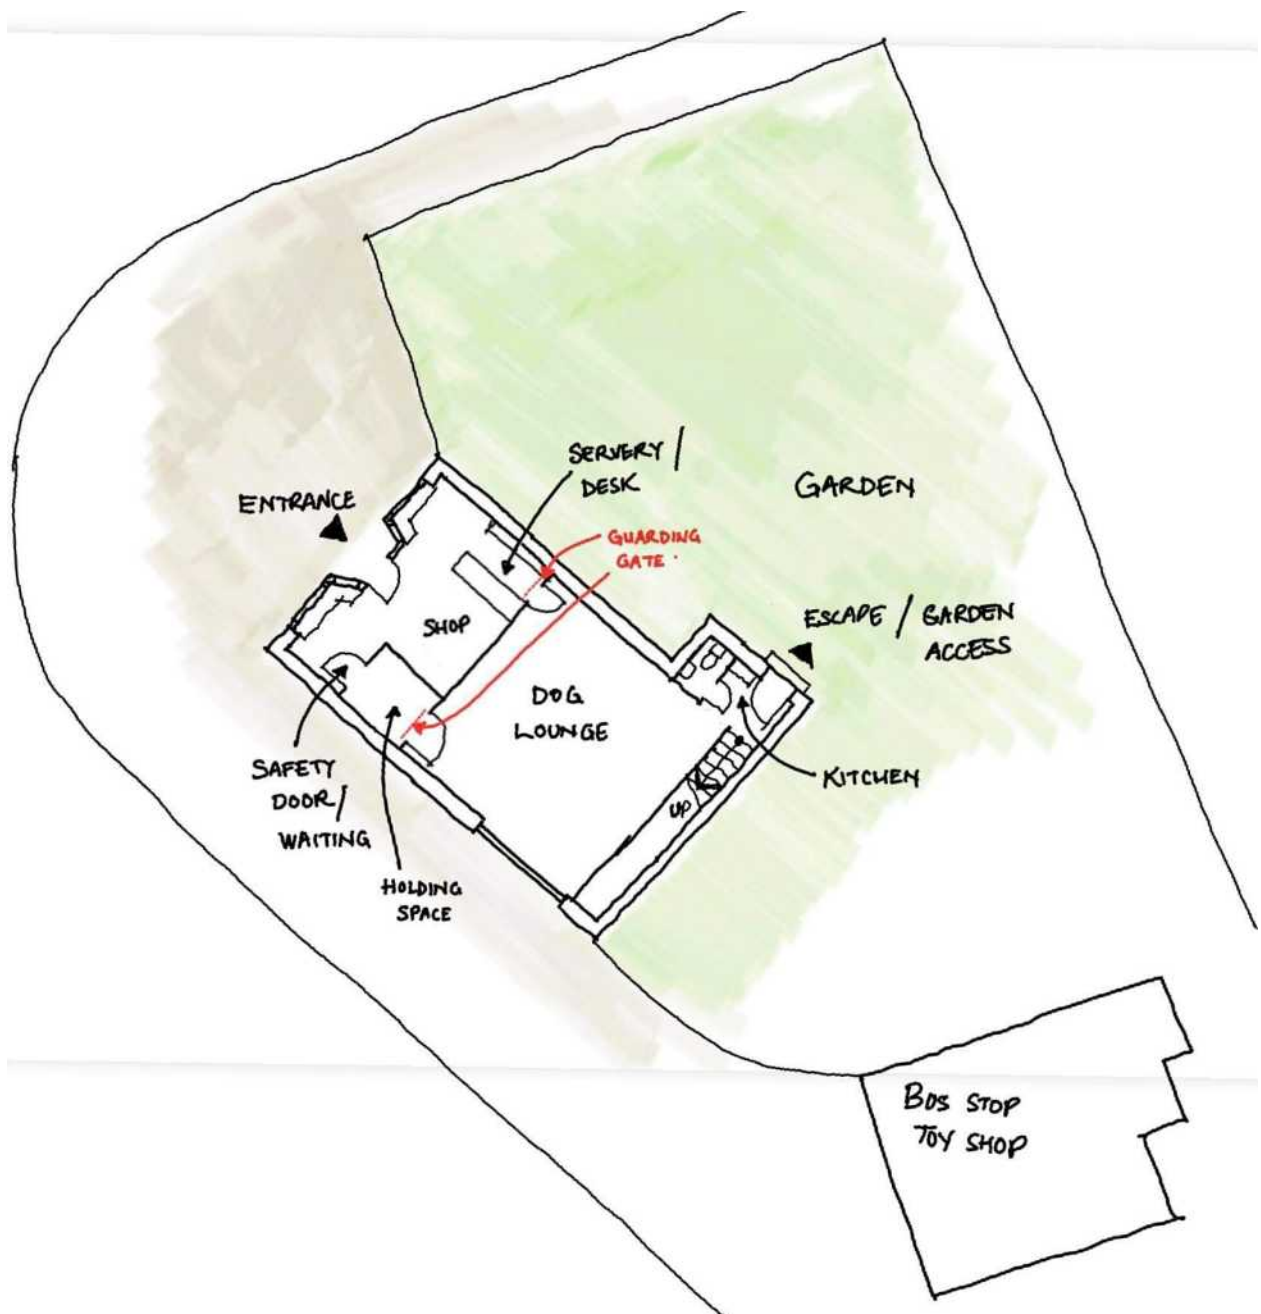 SERVERY /
DESK
ENTRANCE
GARDEN
GUARDING
GATE.
ESCAPE / GARDEN
ACCESS
SHOP
DOG
LOUNGE
KITCHEN
UP
SAFETY
DOOR/
WAITING
HOLDING
SPACE
BUS STOP
TOY SHOP